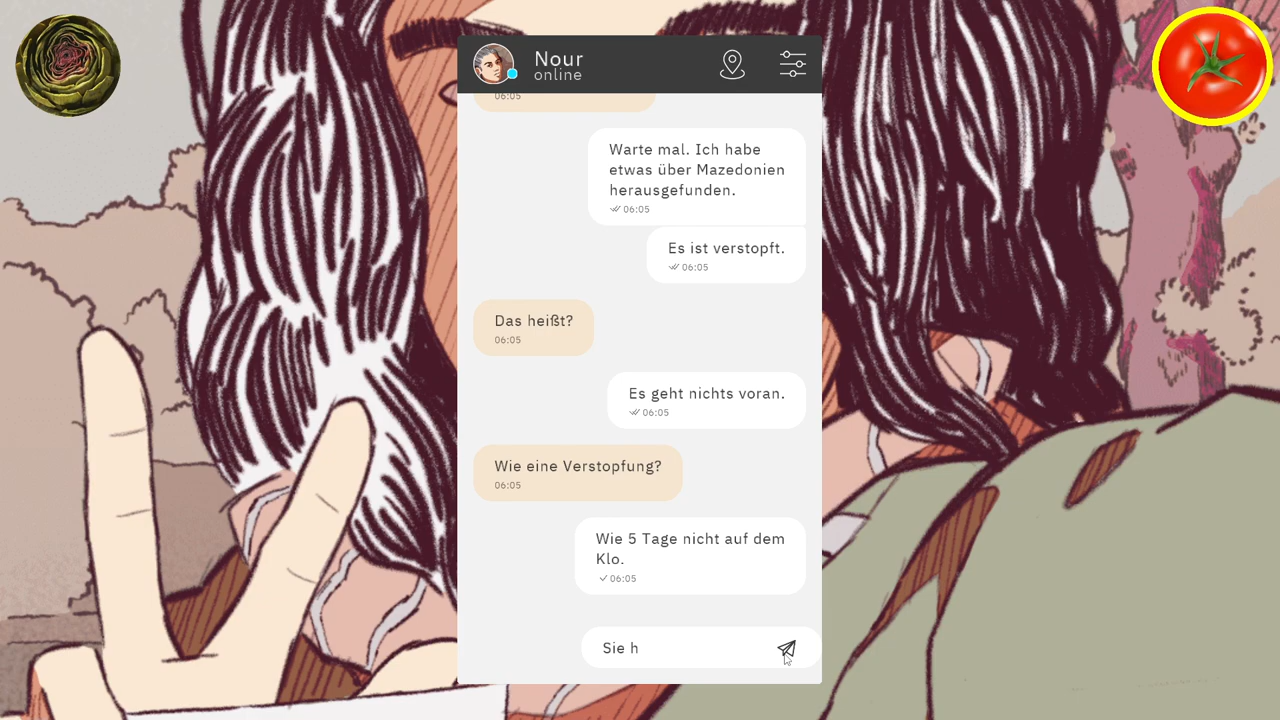 Nour
online
06:05
Warte mal. Ich habe
etwas über Mazedonien
herausgefunden.
06:05
Es ist verstopft.
06:05
Das heißt?
06:05
Es geht nichts voran.
06:05
Wie eine Verstopfung?
06:05
Wie 5 Tage nicht auf dem
Klo.
06:05
Sie h